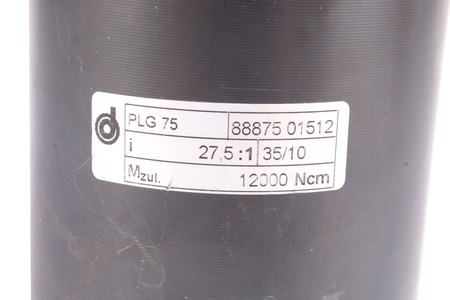 PLG 75 88875 01512
i 27,5:1 35/10
Mzul. 12000 Ncm